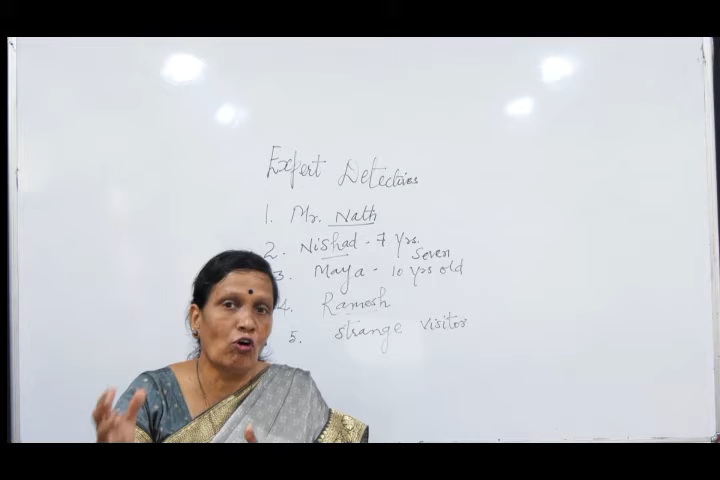 Expert Detectives
1. Mr. Nath
2. Nishad - 7 yrs.
seven
3. Maya - 10 yrs old
4. Ramesh
5. strange visitor